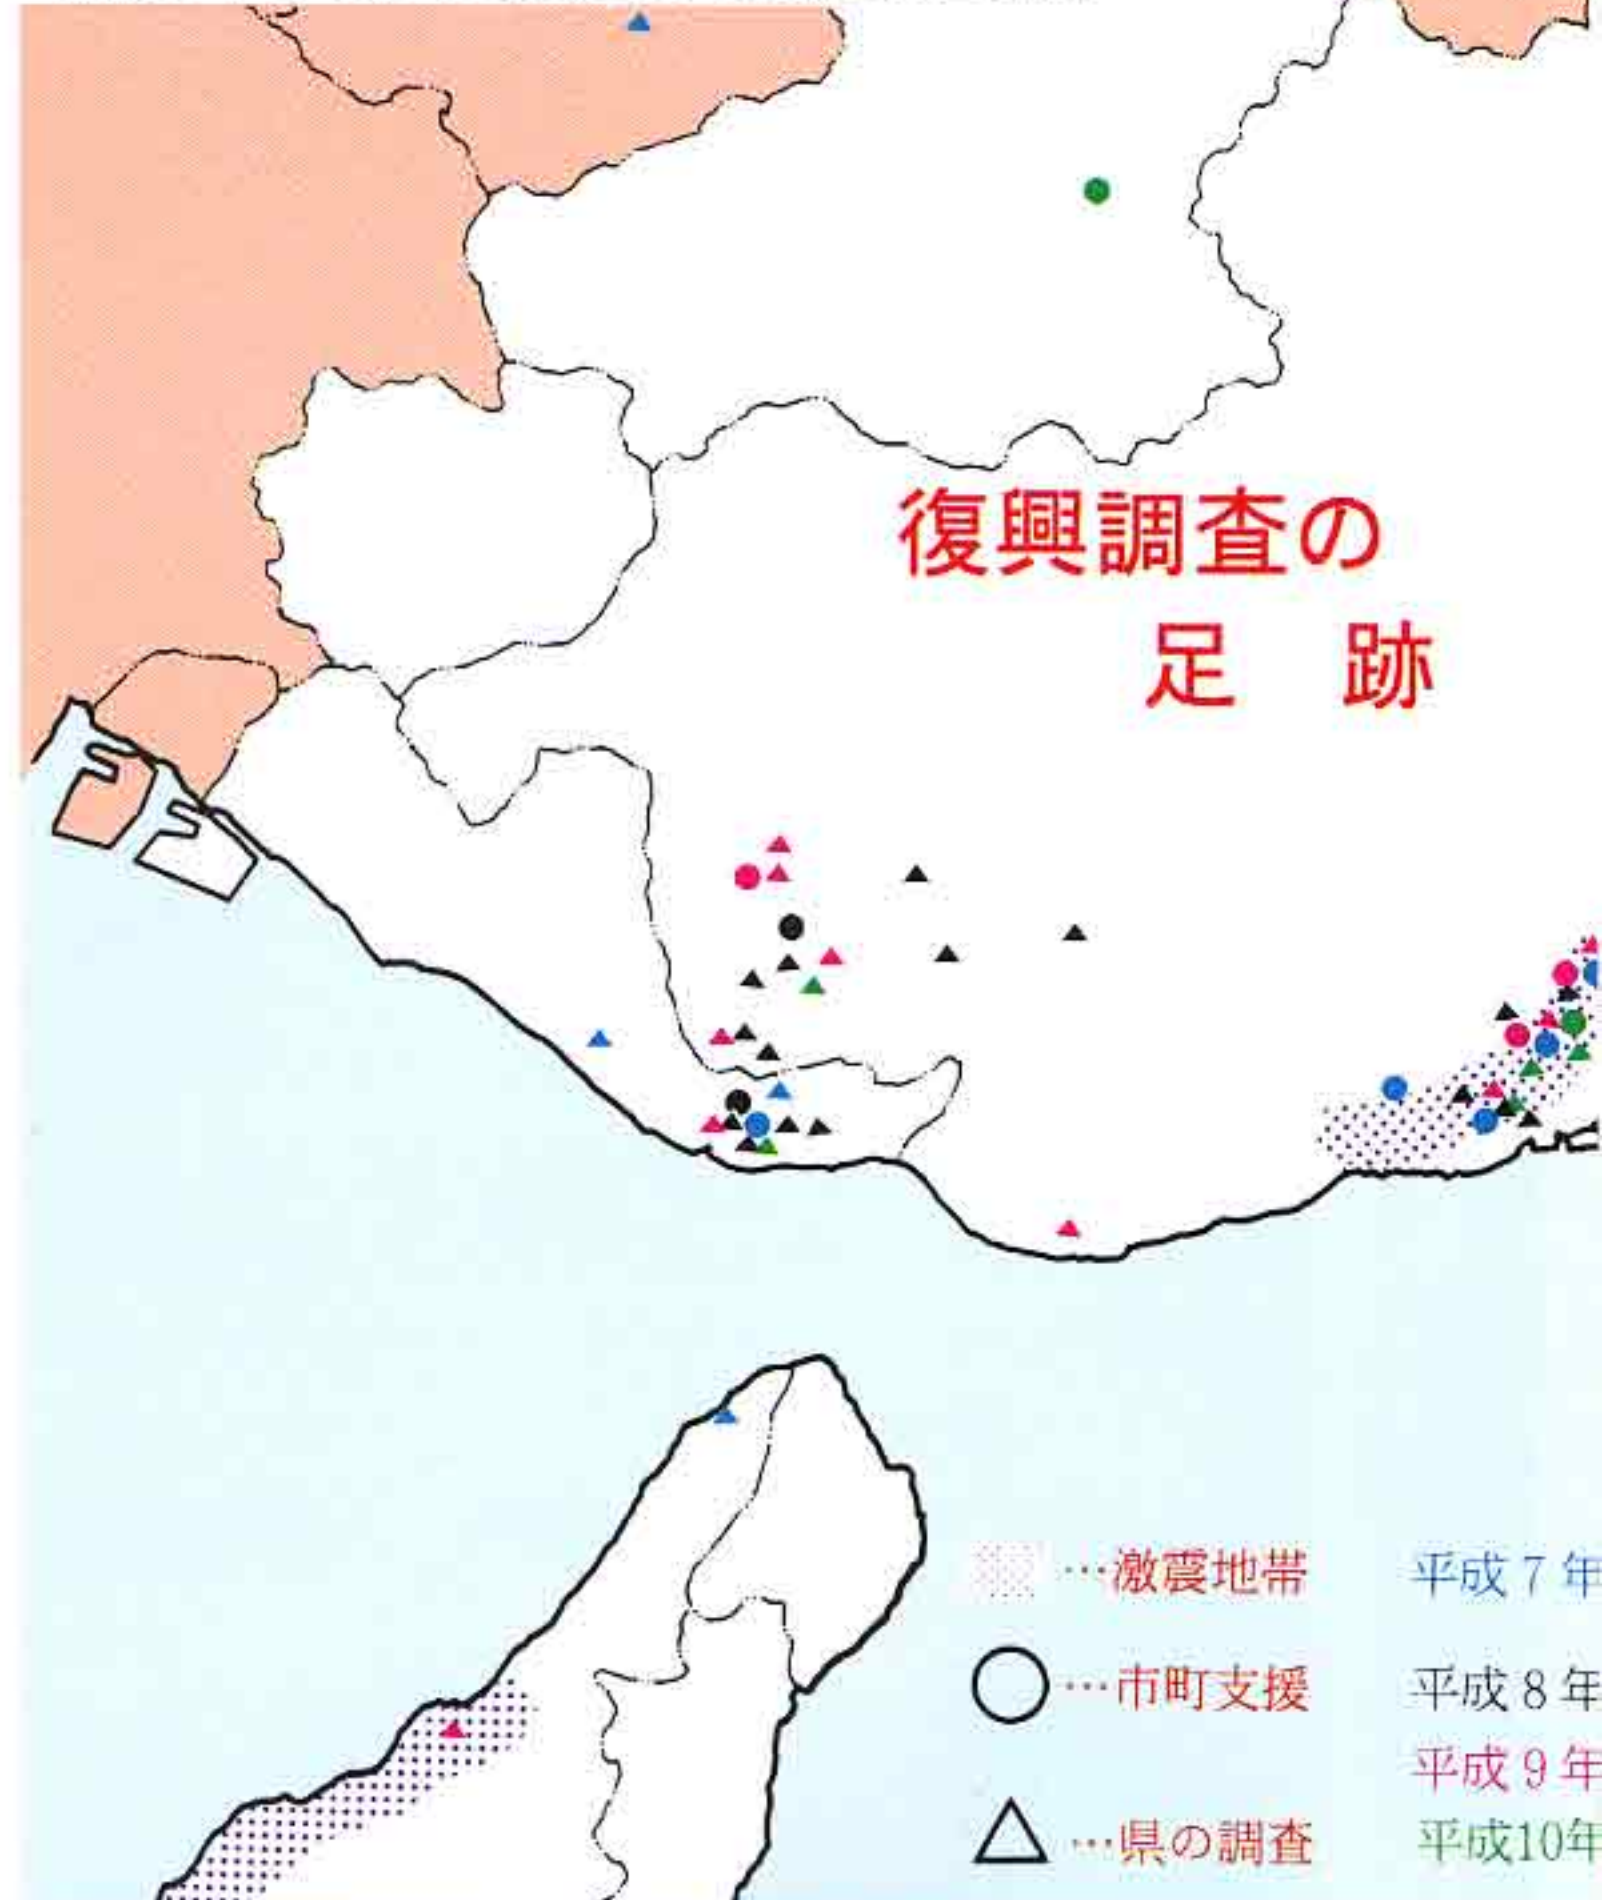 復興調査の
足　跡
…激震地帯
平成７年
…市町支援
平成８年
平成９年
…県の調査
平成10年